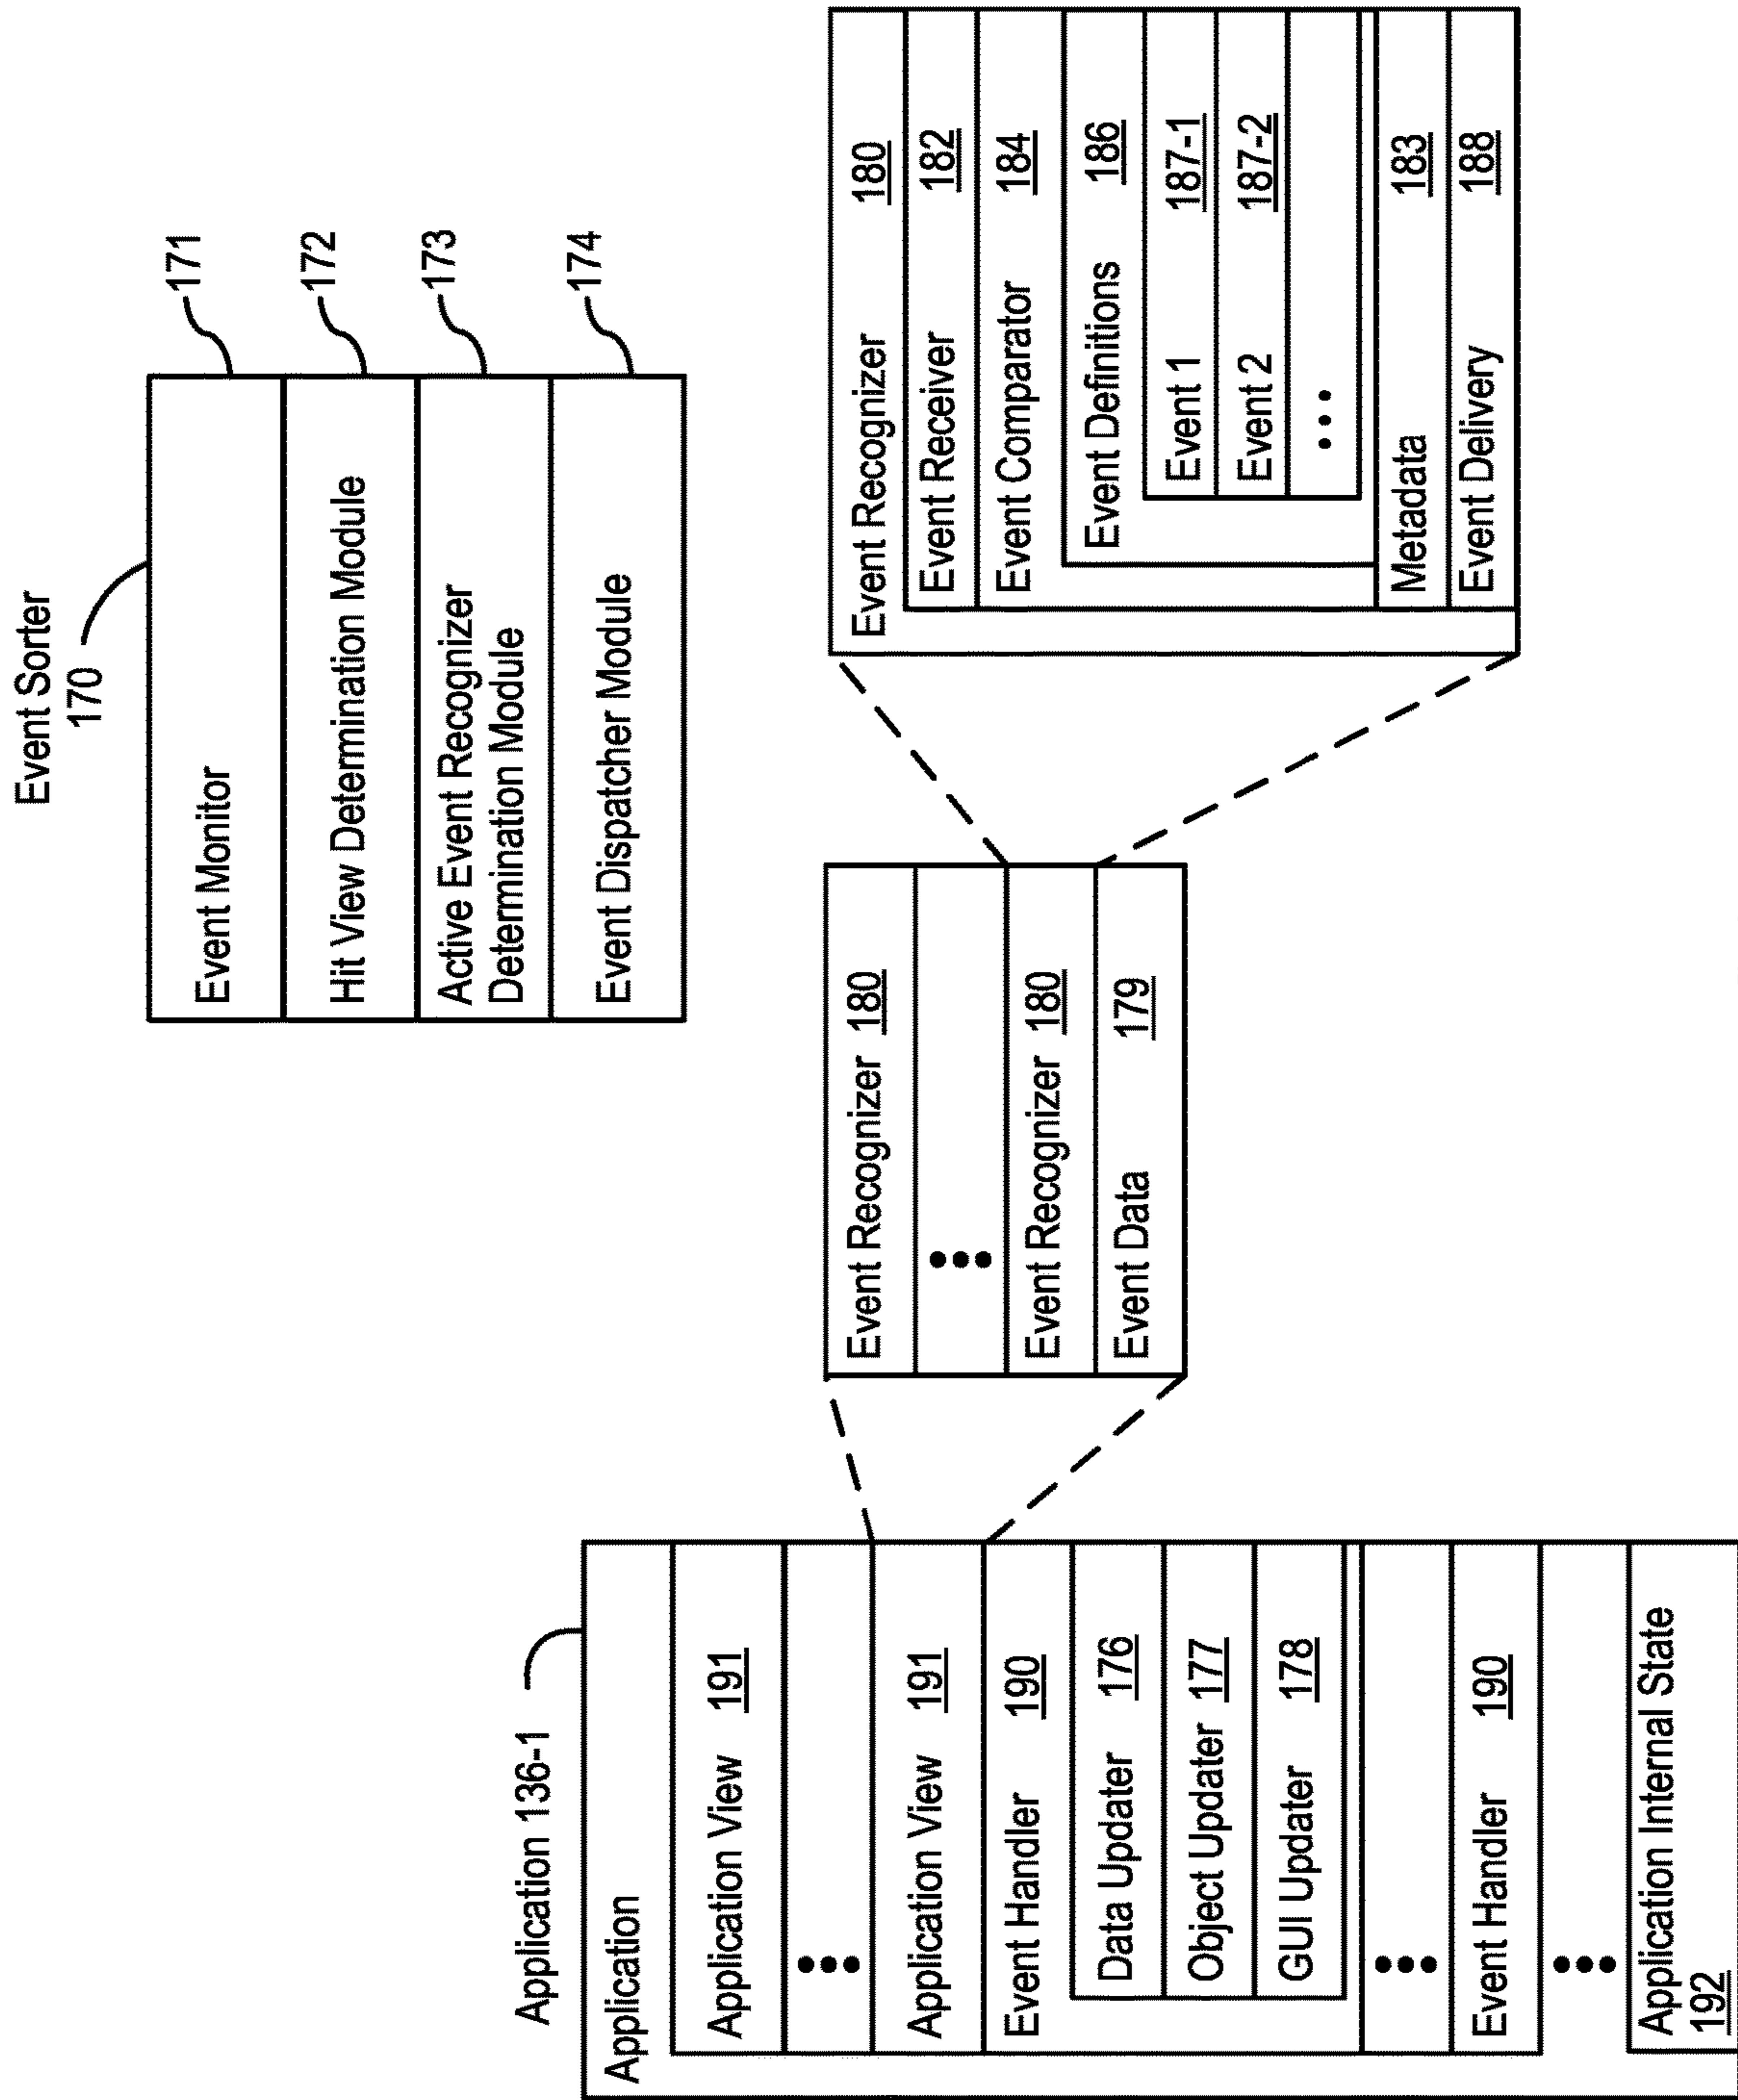 Event Sorter
170
Event Monitor
171
Hit View Determination Module
172
Active Event Recognizer
Determination Module
173
Event Dispatcher Module
174
Application 136-1
Application
Application View 191
•••
Application View 191
Event Handler 190
Data Updater 176
Object Updater 177
GUI Updater 178
•••
Event Handler 190
•••
Application Internal State
192
Event Recognizer 180
•••
Event Recognizer 180
Event Data 179
Event Recognizer 180
Event Receiver 182
Event Comparator 184
Event Definitions 186
Event 1 187-1
Event 2 187-2
•••
Metadata 183
Event Delivery 188